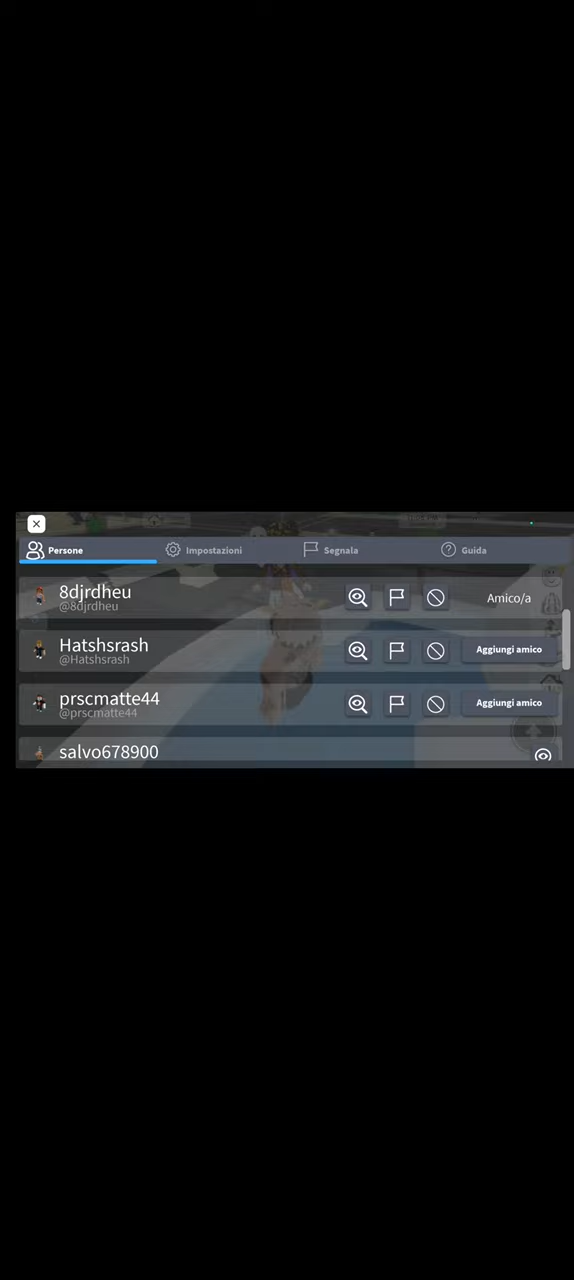 Persone
Impostazioni
Segnala
Guida
8djrdheu
@8djrdheu
Amico/a
Hatshsrash
@Hatshsrash
Aggiungi amico
prscmatte44
@prscmatte44
Aggiungi amico
salvo678900